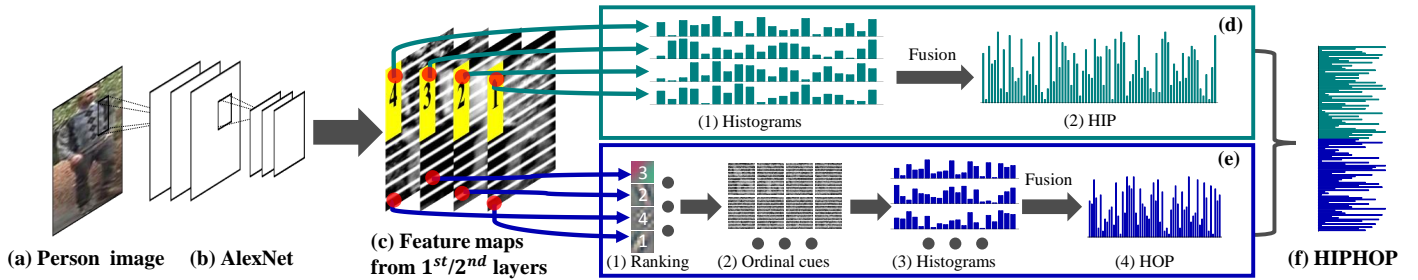 (d)
Fusion
(1) Histograms
(2) HIP
4
3
2
1
(e)
3
2
4
1
Fusion
(1) Ranking
(2) Ordinal cues
(3) Histograms
(4) HOP
(a) Person image
(b) AlexNet
(c) Feature maps
from 1st/2nd layers
(f) HIPHOP